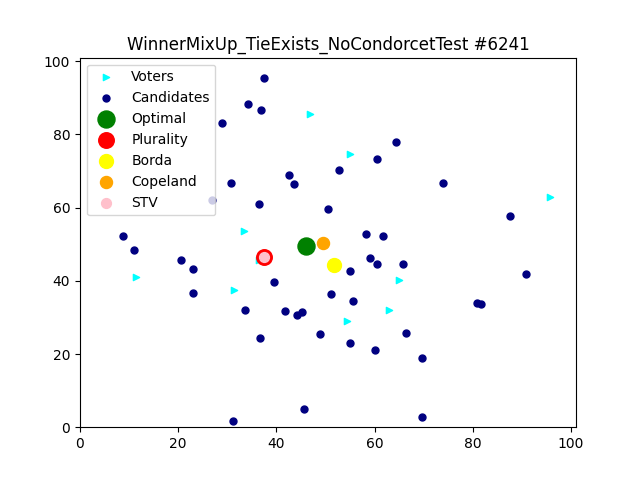 WinnerMixUp_TieExists_NoCondorcetTest #6241
100
80
60
40
20
0
Voters
Candidates
Optimal
Plurality
Borda
Copeland
STV
0 20 40 60 80 100